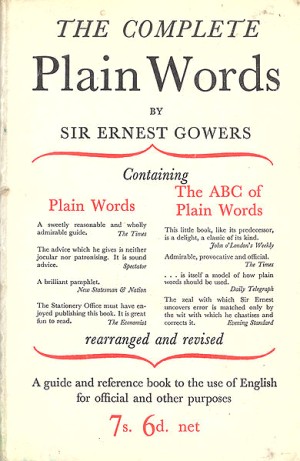 THE COMPLETE
Plain Words
BY
SIR ERNEST GOWERS
Containing
Plain Words
A sweetly reasonable and wholly
admirable guide. The Times
The advice which he gives is neither
jocular nor patronising. It is sound
advice. Spectator
A brilliant pamphlet.
New Statesman & Nation
The Stationery Office must have en-
joyed publishing this book. It is great
fun to read. The Economist
The ABC of
Plain Words
This little book, like its predecessor,
is a delight, a classic of its kind.
John o'London's Weekly
Admirable, provocative and official.
The Times
. . . is itself a model of how plain
words should be used.
Daily Telegraph
The zeal with which Sir Ernest
uncovers error is matched only by
the wit with which he chastises and
corrects it. Evening Standard
rearranged and revised
A guide and reference book to the use of English
for official and other purposes
7s. 6d. net